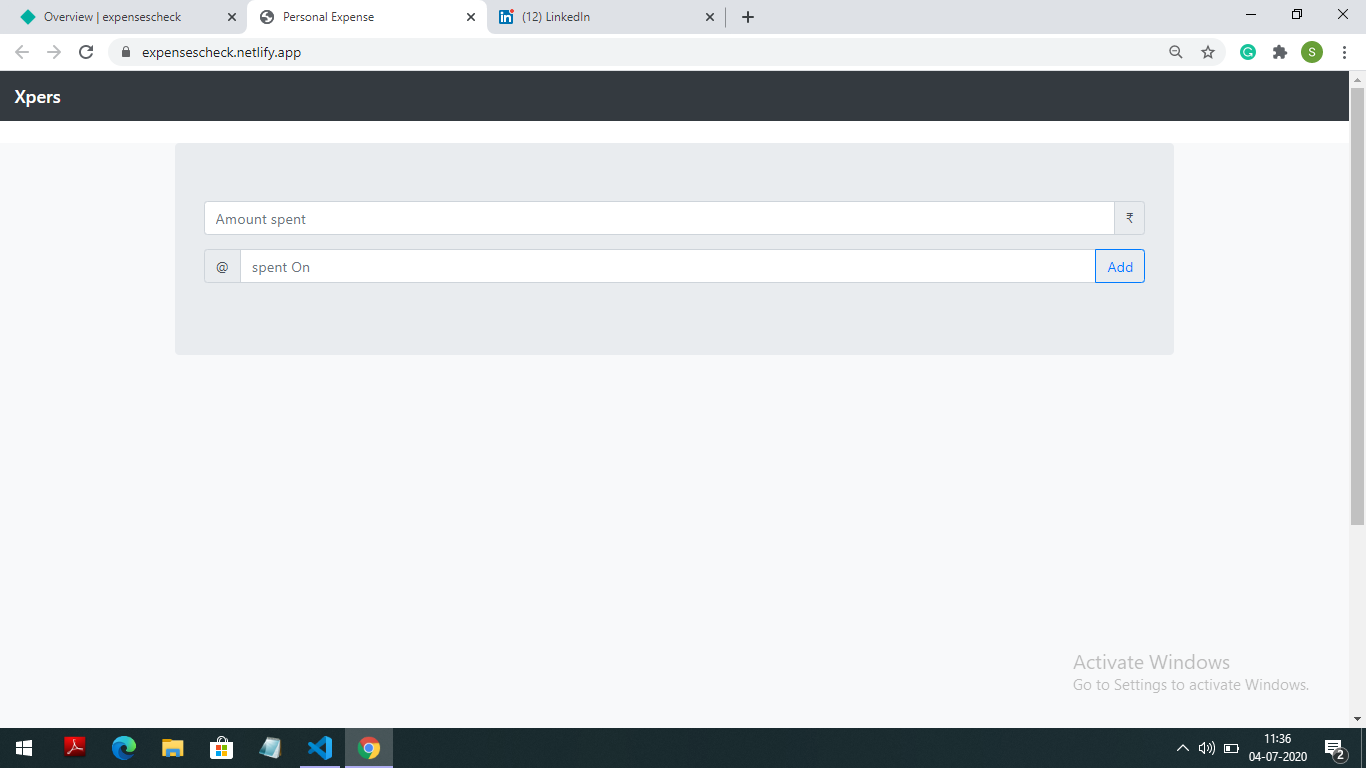 Overview | expensescheck
Personal Expense
(12) LinkedIn
expensescheck.netlify.app
S
Xpers
Amount spent
₹
@
spent On
Add
Activate Windows
Go to Settings to activate Windows.
11:36
04-07-2020
2